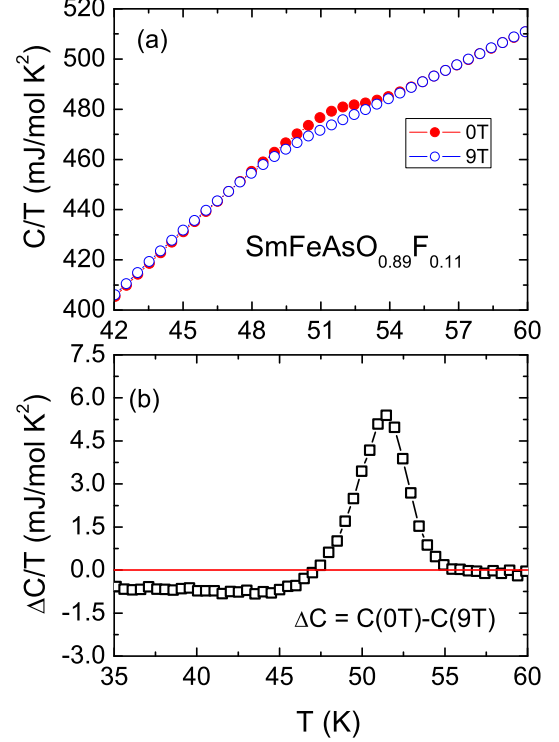 520
(a)
500
480
0T
9T
460
440
SmFeAsO₀.₈₉F₀.₁₁
420
400
C/T (mJ/mol K²)
42 45 48 51 54 57 60
7.5
(b)
6.0
4.5
3.0
1.5
0.0
-1.5
ΔC = C(0T)-C(9T)
-3.0
ΔC/T (mJ/mol K²)
35 40 45 50 55 60
T (K)